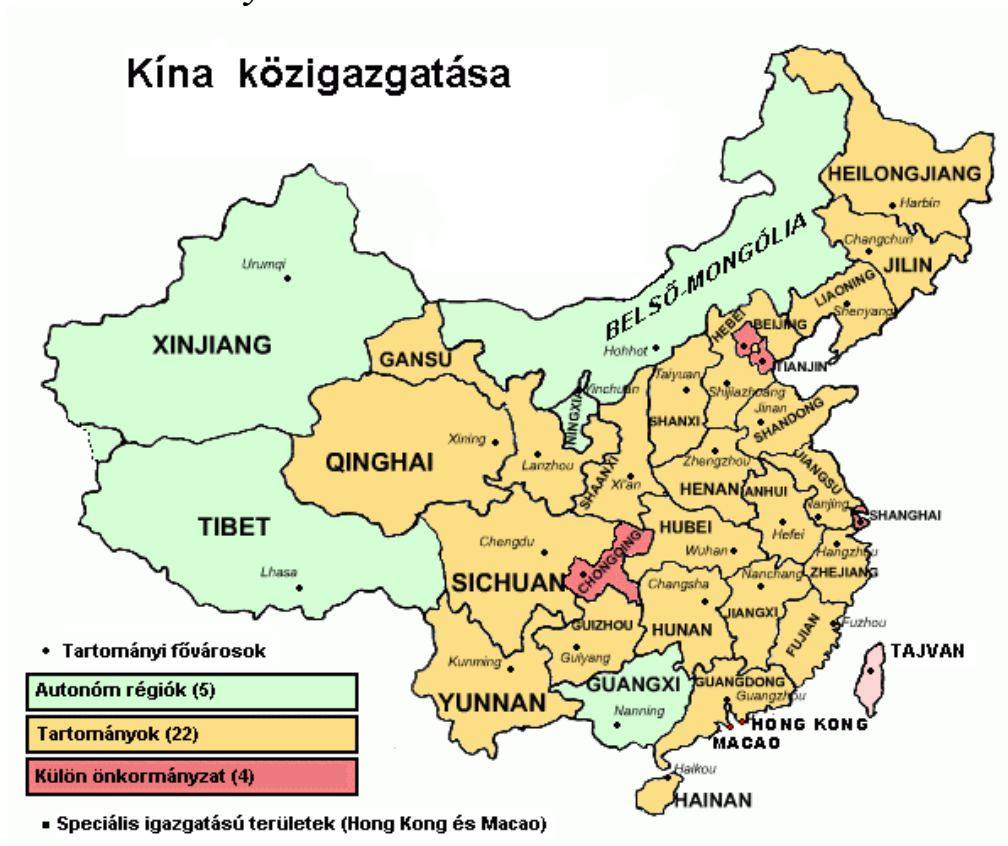 Kína közigazgatása
HEILONGJIANG
Harbin
Changchun
JILIN
BELSŐ-MONGÓLIA
LIAONING
Shenyang
Urumqi
XINJIANG
GANSU
HEBEI
BEIJING
Hohhot
TIANJIN
Taiyuan
Shijiazhuang
Yinchuan
NINGXIA
Jinan
SHANDONG
SHANXI
Xining
Lanzhou
QINGHAI
Zhengzhou
SHAANXI
Xi'an
HENAN
JIANGSU
ANHUI
Nanjing
SHANGHAI
TIBET
HUBEI
Hefei
Chengdu
Wuhan
Hangzhou
CHONGQING
SICHUAN
ZHEJIANG
Lhasa
Changsha
Nanchang
JIANGXI
GUIZHOU
HUNAN
FUJIAN
Fuzhou
Kunming
Guiyang
TAJVAN
YUNNAN
GUANGXI
GUANGDONG
Guangzhou
Nanning
HONG KONG
MACAO
Haikou
HAINAN
Tartományi fővárosok
Autonóm régiók (5)
Tartományok (22)
Külön önkormányzat (4)
Speciális igazgatású területek (Hong Kong és Macao)